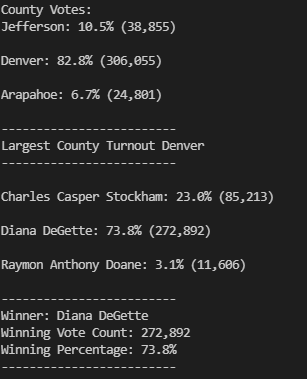 County Votes:
Jefferson: 10.5% (38,855)
Denver: 82.8% (306,055)
Arapahoe: 6.7% (24,801)
-------------------------
Largest County Turnout Denver
-------------------------
Charles Casper Stockham: 23.0% (85,213)
Diana DeGette: 73.8% (272,892)
Raymon Anthony Doane: 3.1% (11,606)
-------------------------
Winner: Diana DeGette
Winning Vote Count: 272,892
Winning Percentage: 73.8%
-------------------------